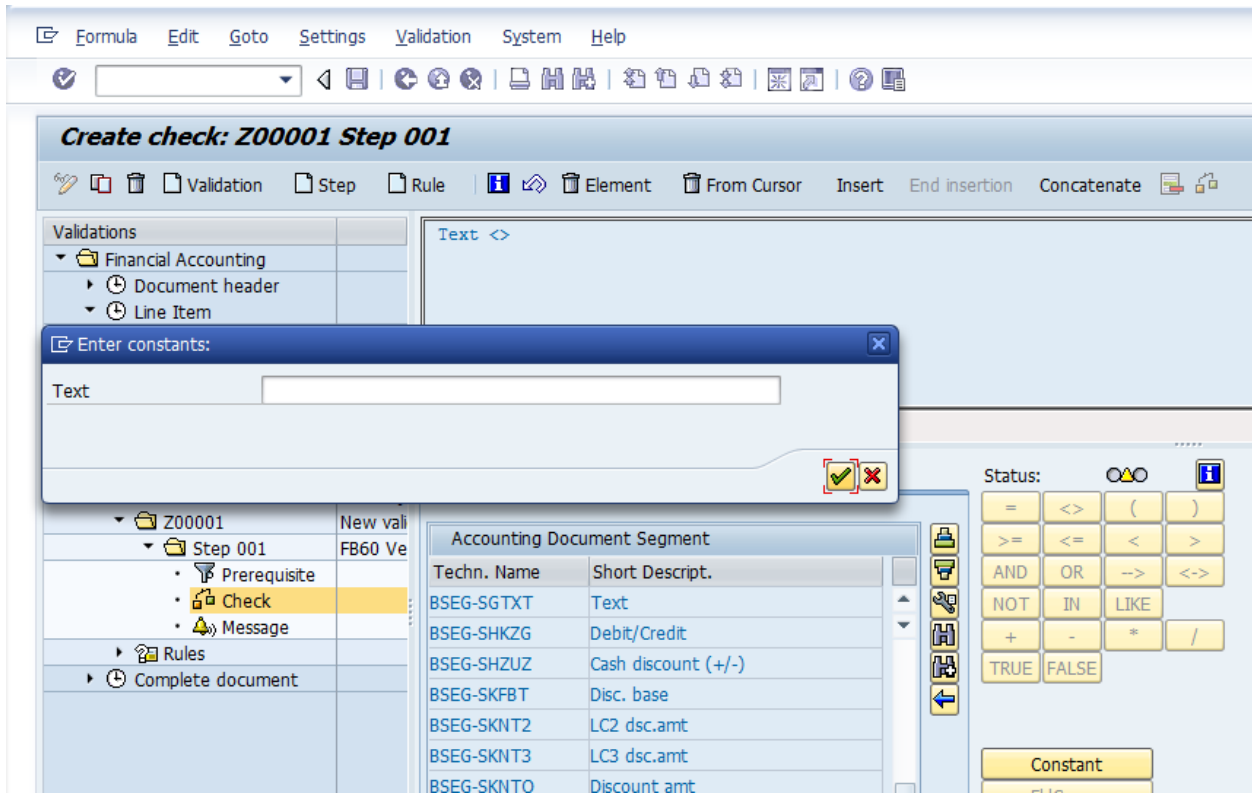 Formula Edit Goto Settings Validation System Help
Create check: Z00001 Step 001
Validation Step Rule Element From Cursor Insert End insertion Concatenate
Validations
Text <>
Financial Accounting
Document header
Line Item
Enter constants:
Text
Status:
= <> ( )
Z00001 New vali
Accounting Document Segment
>= <= < >
Step 001 FB60 Ve
Techn. Name Short Descript.
AND OR --> <->
Prerequisite
BSEG-SGTXT Text
NOT IN LIKE
Check
BSEG-SHKZG Debit/Credit
+ - * /
Message
BSEG-SHZUZ Cash discount (+/-)
TRUE FALSE
Rules
BSEG-SKFBT Disc. base
Complete document
BSEG-SKNT2 LC2 dsc.amt
BSEG-SKNT3 LC3 dsc.amt
Constant
BSEG-SKNTO Discount amt